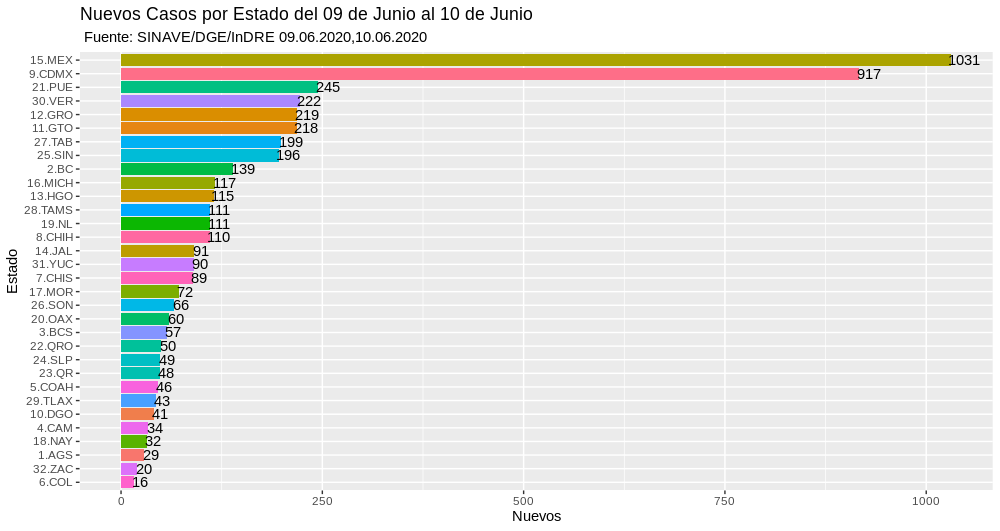 Nuevos Casos por Estado del 09 de Junio al 10 de Junio
Fuente: SINAVE/DGE/InDRE 09.06.2020,10.06.2020
15.MEX 1031
9.CDMX 917
21.PUE 245
30.VER 222
12.GRO 219
11.GTO 218
27.TAB 199
25.SIN 196
2.BC 139
16.MICH 117
13.HGO 115
28.TAMS 111
19.NL 111
8.CHIH 110
14.JAL 91
31.YUC 90
7.CHIS 89
17.MOR 72
26.SON 66
20.OAX 60
3.BCS 57
22.QRO 50
24.SLP 49
23.QR 48
5.COAH 46
29.TLAX 43
10.DGO 41
4.CAM 34
18.NAY 32
1.AGS 29
32.ZAC 20
6.COL 16
Estado
0 250 500 750 1000
Nuevos